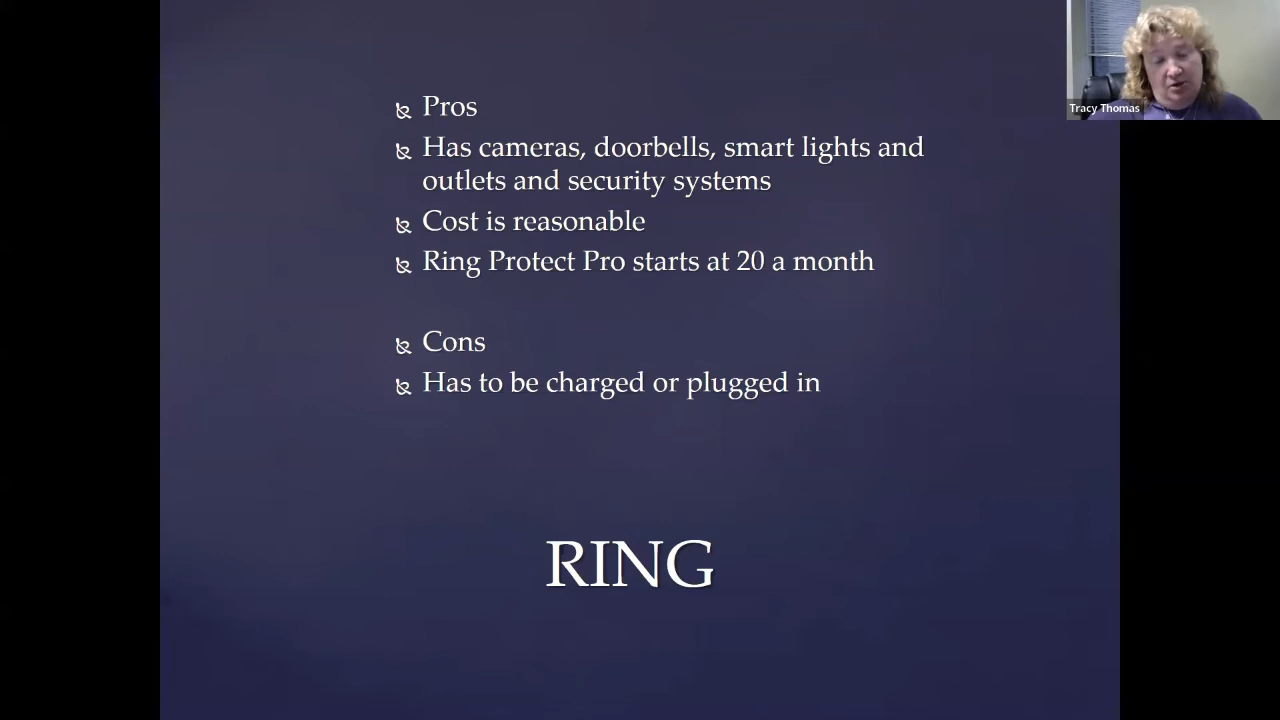 Pros
Has cameras, doorbells, smart lights and
outlets and security systems
Cost is reasonable
Ring Protect Pro starts at 20 a month
Cons
Has to be charged or plugged in
RING
Tracy Thomas